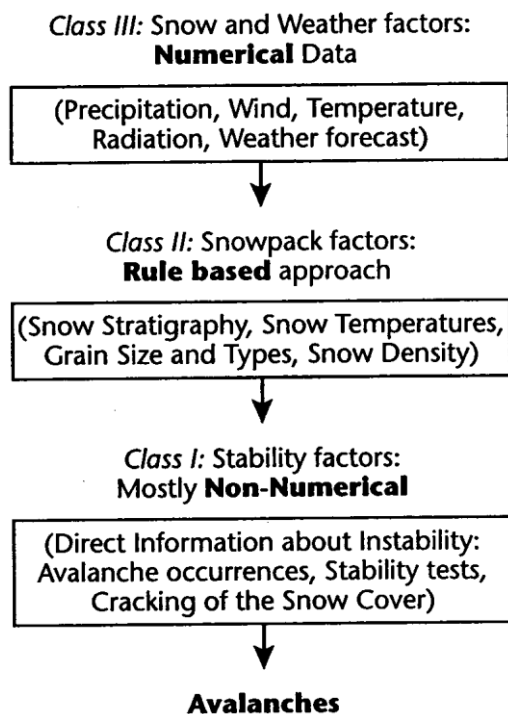 Class III: Snow and Weather factors:
Numerical Data
(Precipitation, Wind, Temperature,
Radiation, Weather forecast)
Class II: Snowpack factors:
Rule based approach
(Snow Stratigraphy, Snow Temperatures,
Grain Size and Types, Snow Density)
Class I: Stability factors:
Mostly Non-Numerical
(Direct Information about Instability:
Avalanche occurrences, Stability tests,
Cracking of the Snow Cover)
Avalanches